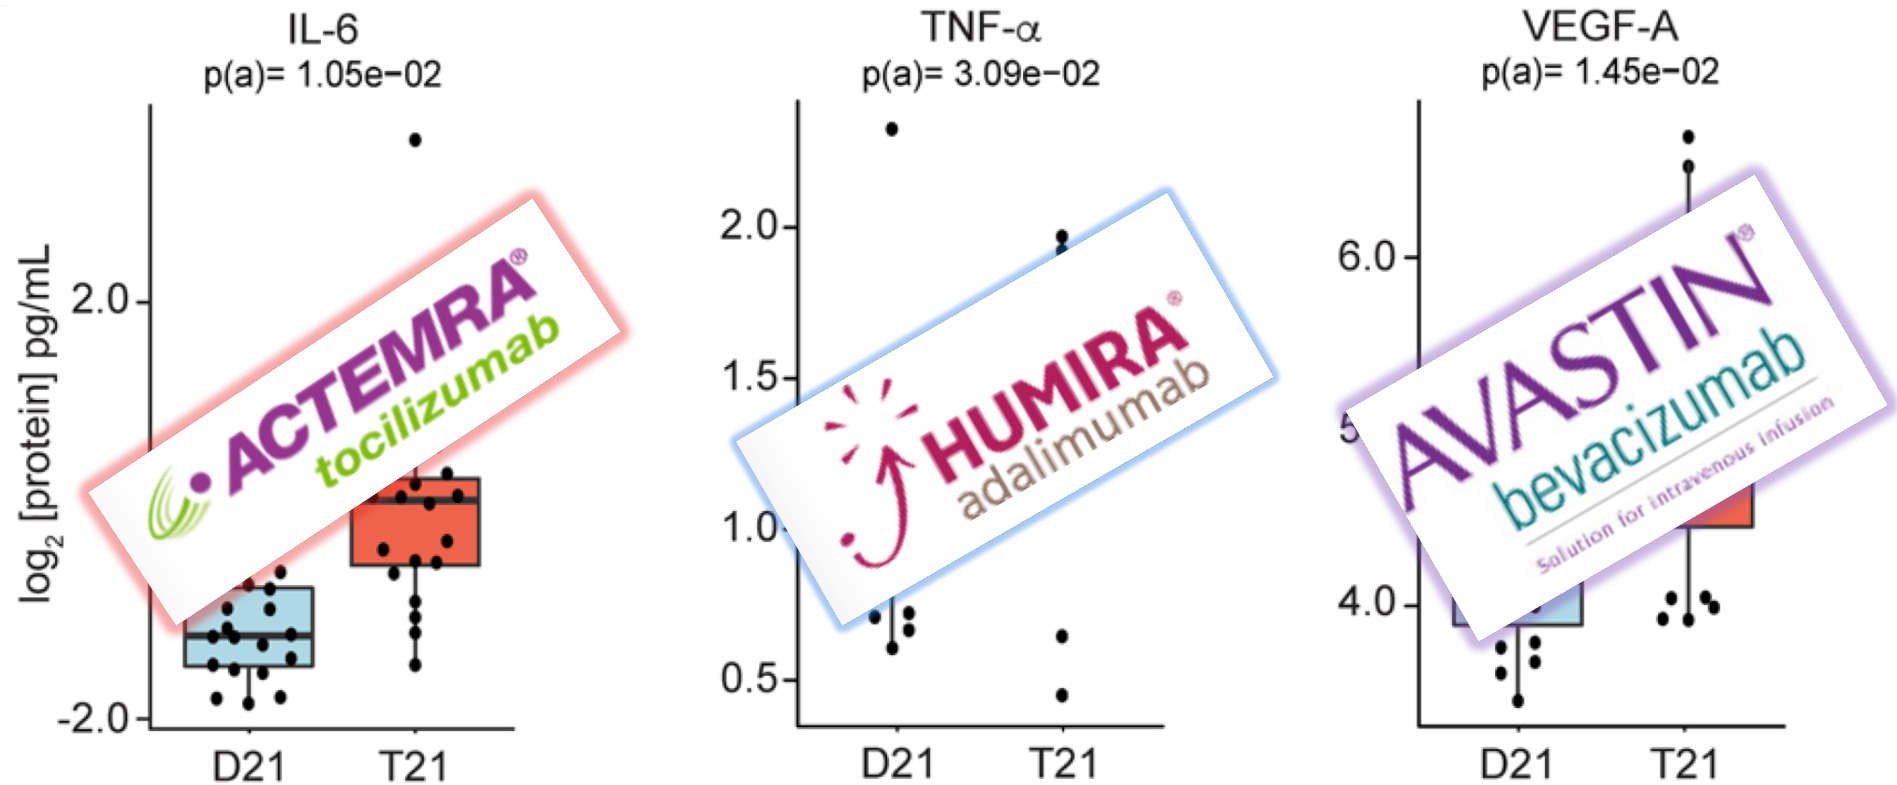 IL-6
p(a)= 1.05e−02
log2 [protein] pg/mL
2.0
-2.0
D21
T21
ACTEMRA®
tocilizumab
TNF-α
p(a)= 3.09e−02
2.0
1.5
1.0
0.5
D21
T21
HUMIRA®
adalimumab
VEGF-A
p(a)= 1.45e−02
6.0
5
4.0
D21
T21
AVASTIN®
bevacizumab
Solution for intravenous infusion